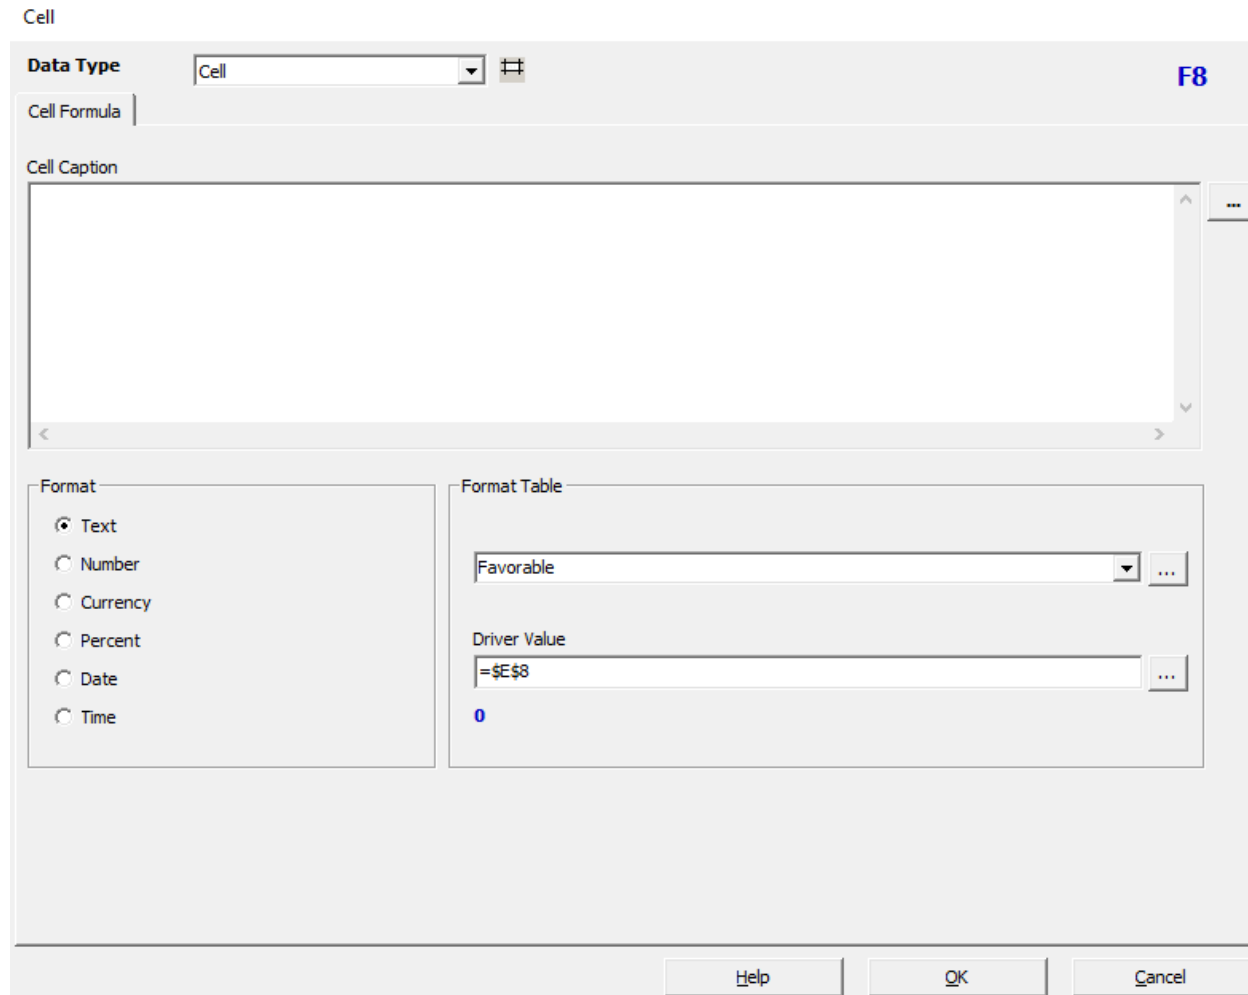 Cell
Data Type
Cell
F8
Cell Formula
Cell Caption
...
Format
Text
Number
Currency
Percent
Date
Time
Format Table
Favorable
...
Driver Value
=$E$8
...
0
Help
OK
Cancel